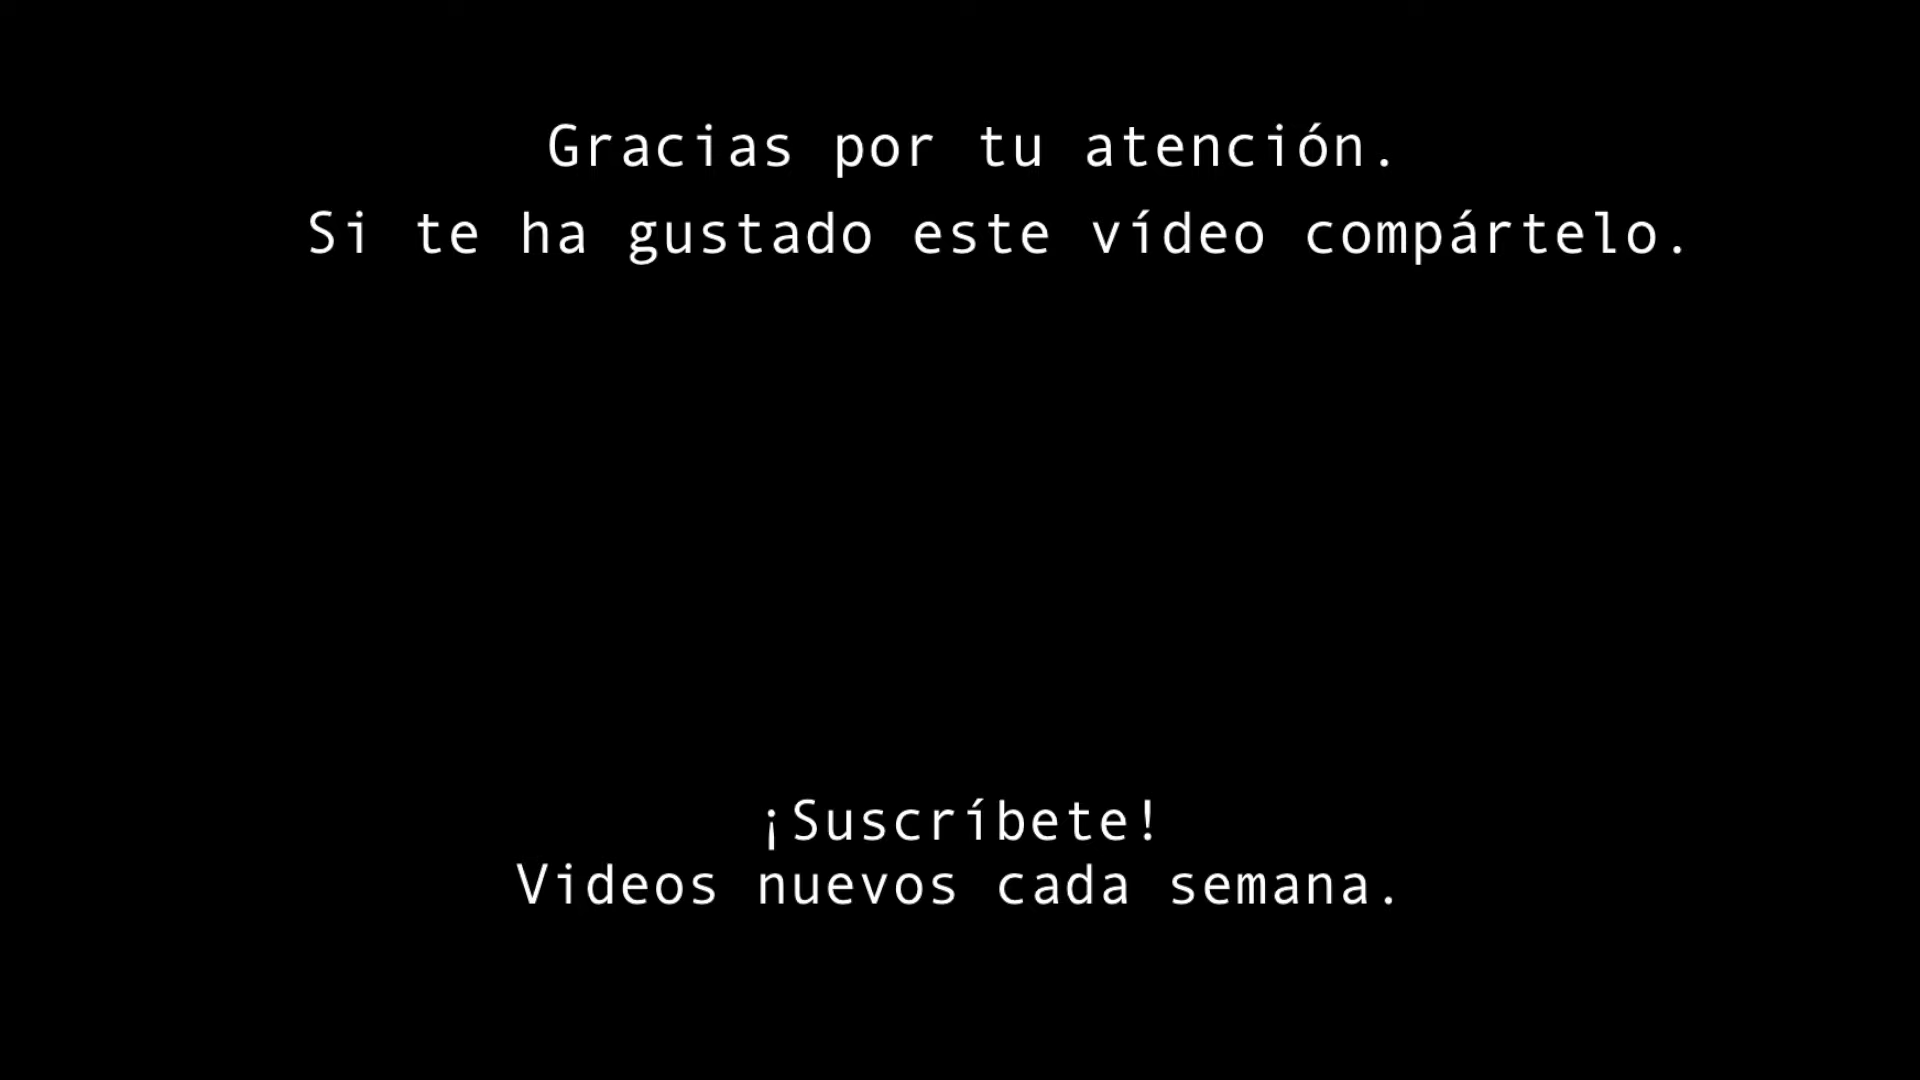 Gracias por tu atención.
Si te ha gustado este vídeo compártelo.
¡Suscríbete!
Videos nuevos cada semana.